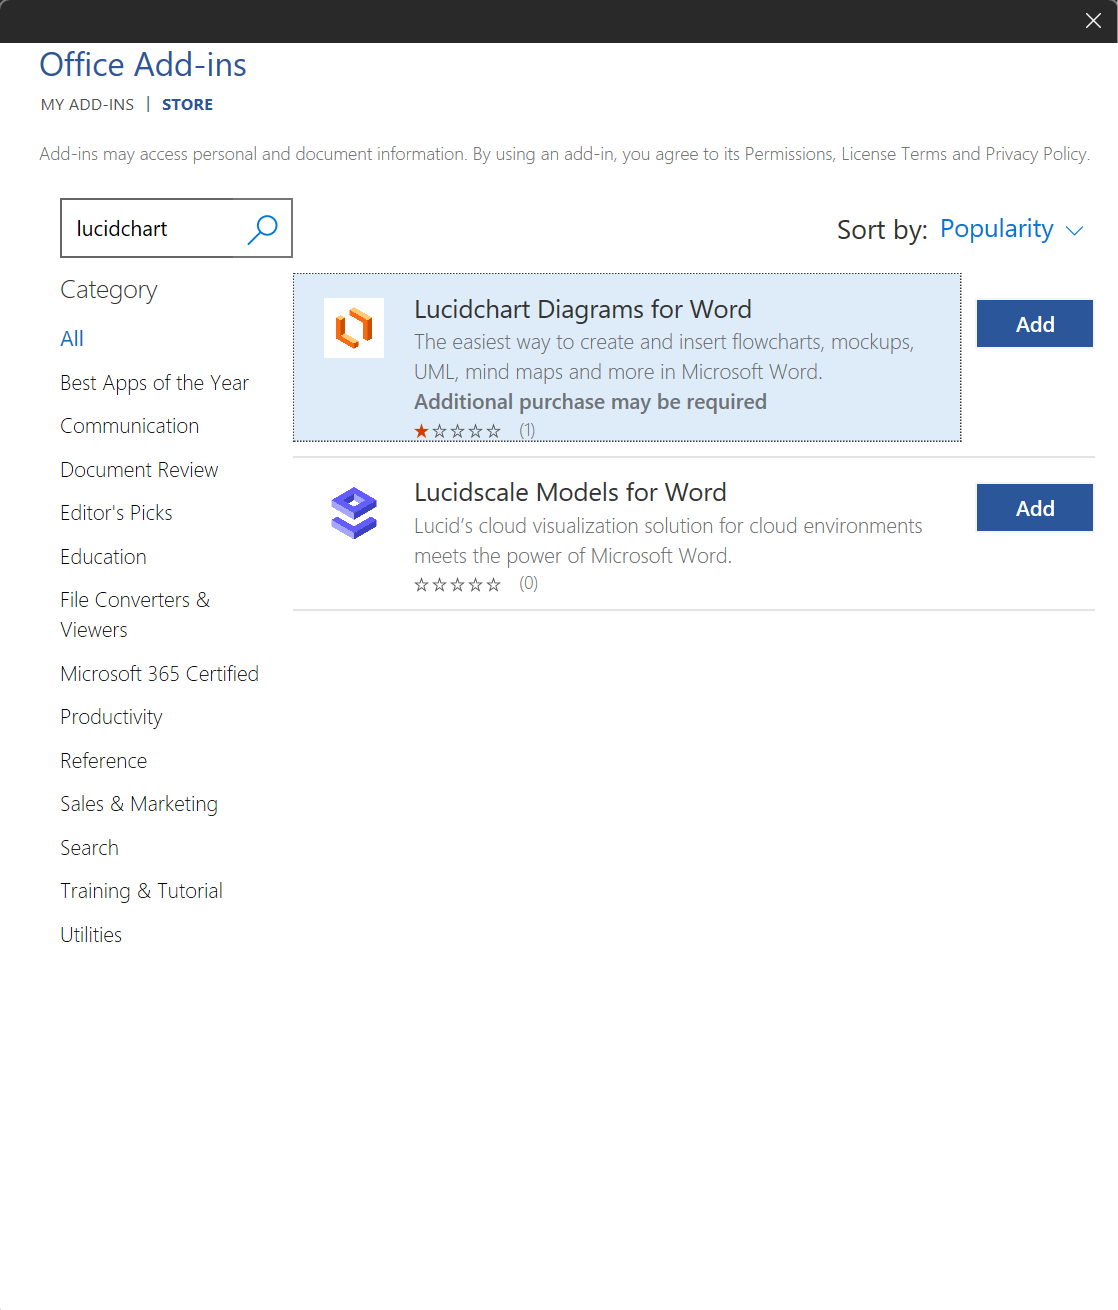 Office Add-ins
MY ADD-INS | STORE
Add-ins may access personal and document information. By using an add-in, you agree to its Permissions, License Terms and Privacy Policy.
lucidchart
Sort by: Popularity
Category
All
Best Apps of the Year
Communication
Document Review
Editor's Picks
Education
File Converters &
Viewers
Microsoft 365 Certified
Productivity
Reference
Sales & Marketing
Search
Training & Tutorial
Utilities
Lucidchart Diagrams for Word
The easiest way to create and insert flowcharts, mockups,
UML, mind maps and more in Microsoft Word.
Additional purchase may be required
(1)
Add
Lucidscale Models for Word
Lucid’s cloud visualization solution for cloud environments
meets the power of Microsoft Word.
(0)
Add